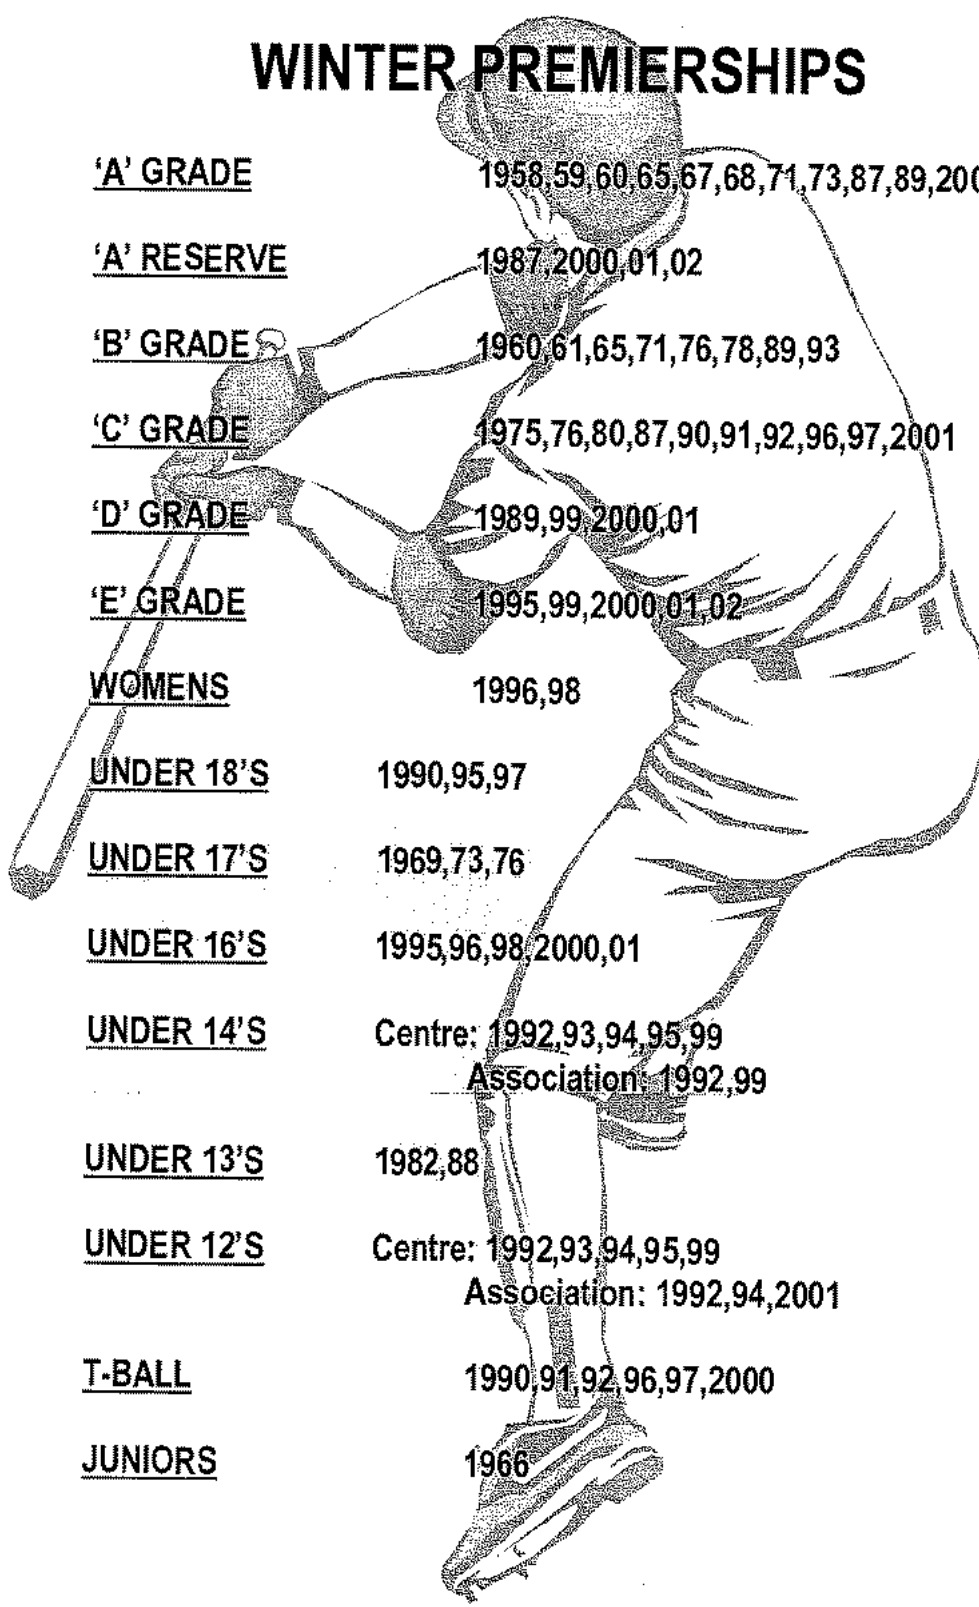 WINTER PREMIERSHIPS
'A' GRADE 1958,59,60,65,67,68,71,73,87,89,200
'A' RESERVE 1987,2000,01,02
'B' GRADE 1960,61,65,71,76,78,89,93
'C' GRADE 1975,76,80,87,90,91,92,96,97,2001
'D' GRADE 1989,99,2000,01
'E' GRADE 1995,99,2000,01,02
WOMENS 1996,98
UNDER 18'S 1990,95,97
UNDER 17'S 1969,73,76
UNDER 16'S 1995,96,98,2000,01
UNDER 14'S Centre: 1992,93,94,95,99
Association: 1992,99
UNDER 13'S 1982,88
UNDER 12'S Centre: 1992,93,94,95,99
Association: 1992,94,2001
T-BALL 1990,91,92,96,97,2000
JUNIORS 1966